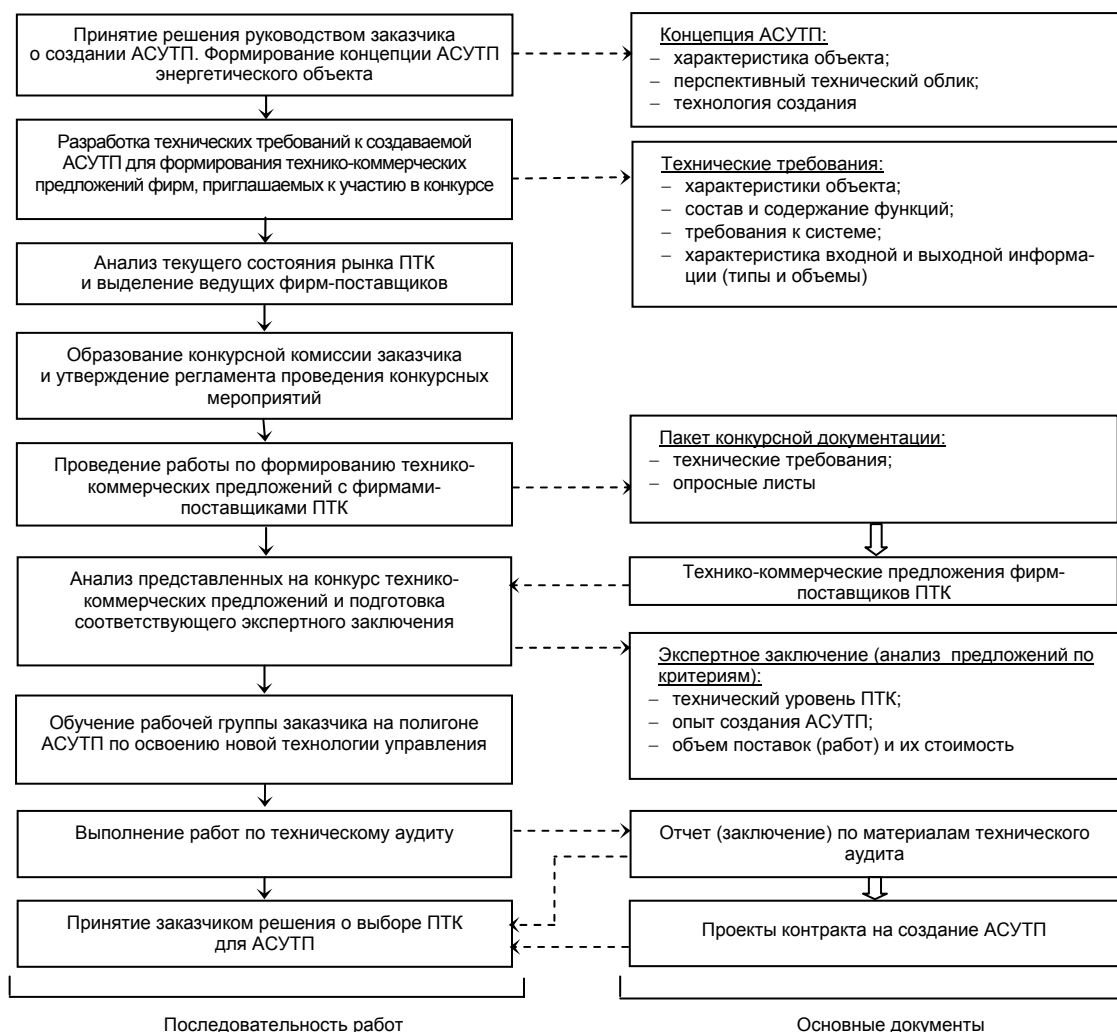 Принятие решения руководством заказчика
о создании АСУТП. Формирование концепции АСУТП
энергетического объекта
Концепция АСУТП:
– характеристика объекта;
– перспективный технический облик;
– технология создания
Разработка технических требований к создаваемой
АСУТП для формирования технико-коммерческих
предложений фирм, приглашаемых к участию в конкурсе
Технические требования:
– характеристики объекта;
– состав и содержание функций;
– требования к системе;
– характеристика входной и выходной информа-
ции (типы и объемы)
Анализ текущего состояния рынка ПТК
и выделение ведущих фирм-поставщиков
Образование конкурсной комиссии заказчика
и утверждение регламента проведения конкурсных
мероприятий
Проведение работы по формированию технико-
коммерческих предложений с фирмами-
поставщиками ПТК
Пакет конкурсной документации:
– технические требования;
– опросные листы
Анализ представленных на конкурс технико-
коммерческих предложений и подготовка
соответствующего экспертного заключения
Технико-коммерческие предложения фирм-
поставщиков ПТК
Экспертное заключение (анализ предложений по
критериям):
– технический уровень ПТК;
– опыт создания АСУТП;
– объем поставок (работ) и их стоимость
Обучение рабочей группы заказчика на полигоне
АСУТП по освоению новой технологии управления
Выполнение работ по техническому аудиту
Отчет (заключение) по материалам технического
аудита
Принятие заказчиком решения о выборе ПТК
для АСУТП
Проекты контракта на создание АСУТП
Последовательность работ
Основные документы